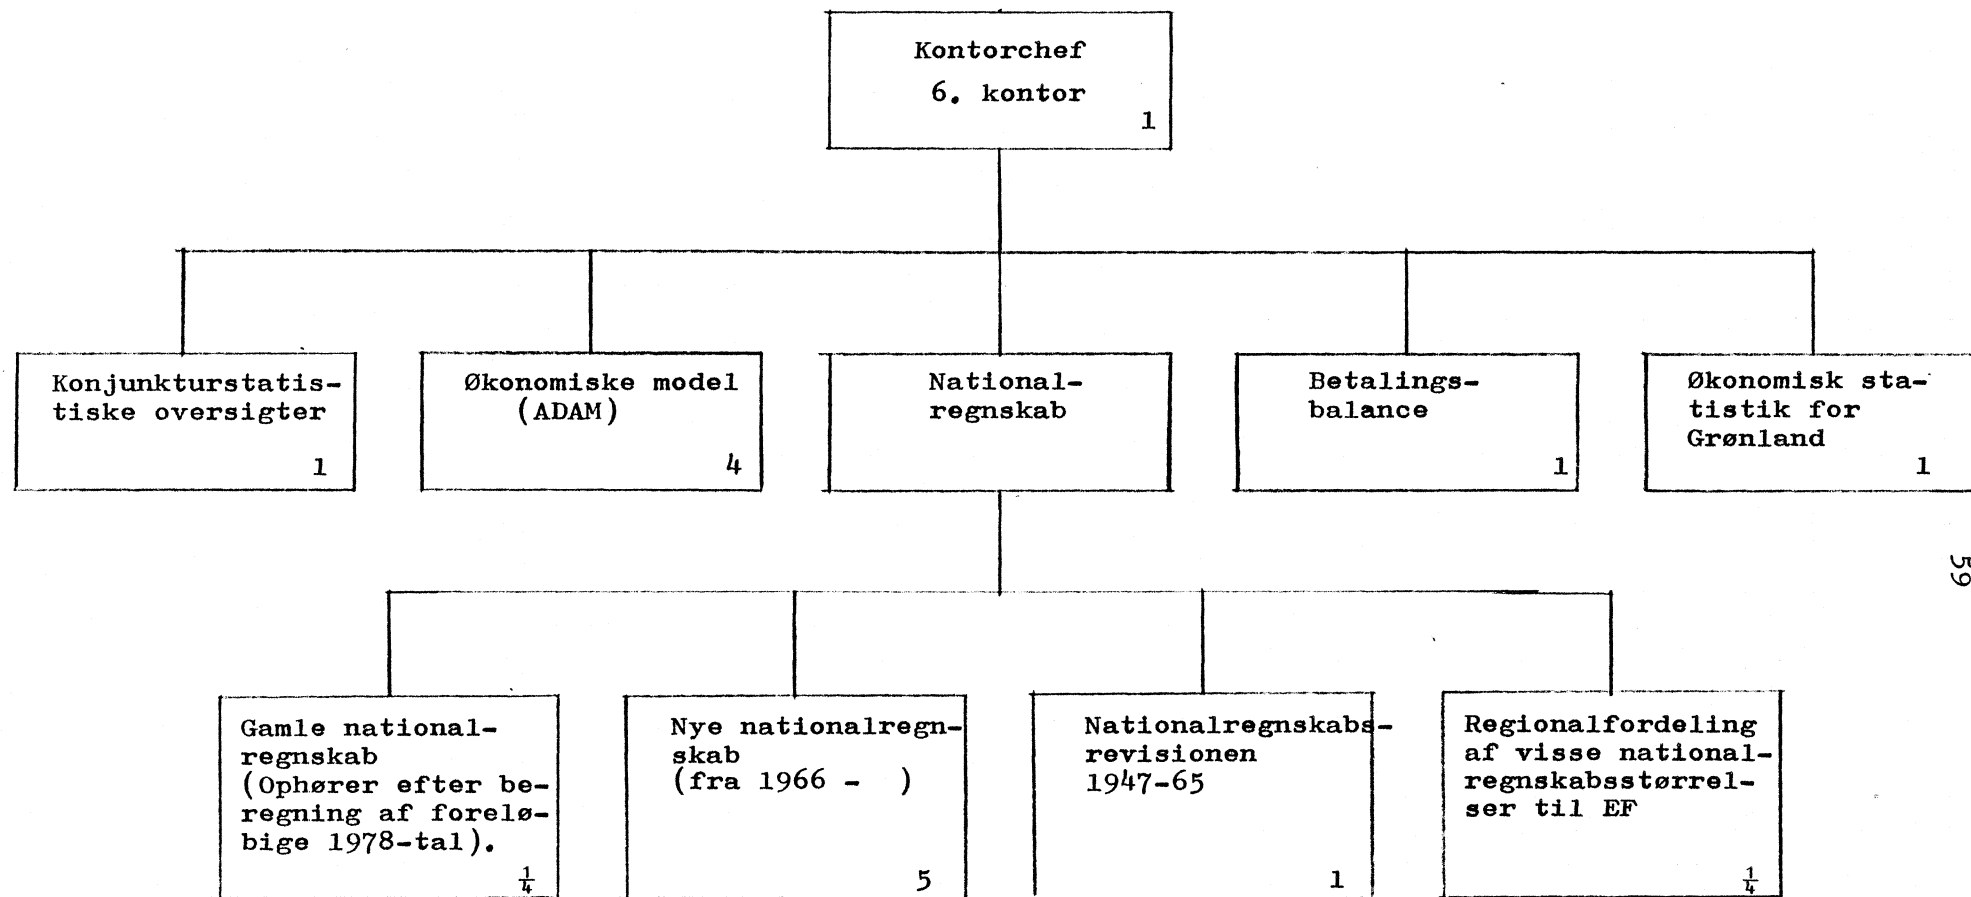 Kontorchef
6. kontor
1
Konjunkturstatis-
tiske oversigter
1
Økonomiske model
(ADAM)
4
National-
regnskab
Betalings-
balance
1
Økonomisk sta-
tistik for
Grønland
1
59
Gamle national-
regnskab
(Ophører efter be-
regning af forelø-
bige 1978-tal).
1/4
Nye nationalregn-
skab
(fra 1966 - )
5
Nationalregnskabs-
revisionen
1947-65
1
Regionalfordeling
af visse national-
regnskabsstørrel-
ser til EF
1/4